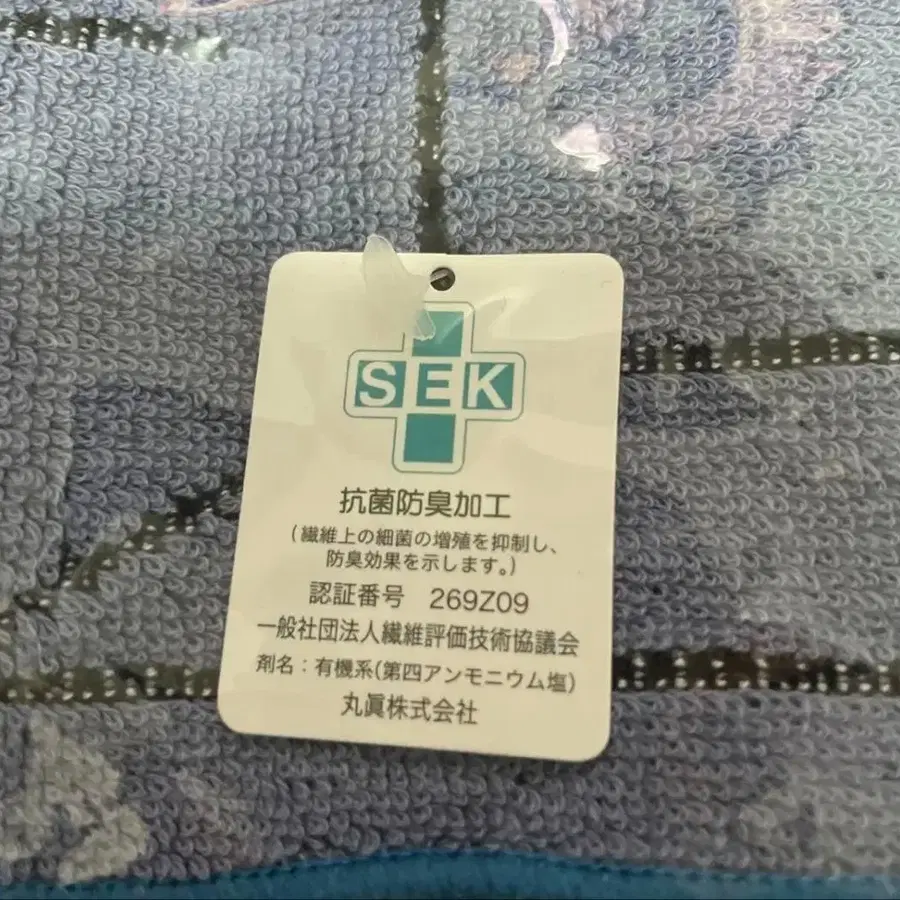 SEK
抗菌防臭加工
(繊維上の細菌の増殖を抑制し、
防臭効果を示します。)
認証番号 269Z09
一般社団法人繊維評価技術協議会
剤名：有機系(第四アンモニウム塩)
丸眞株式会社